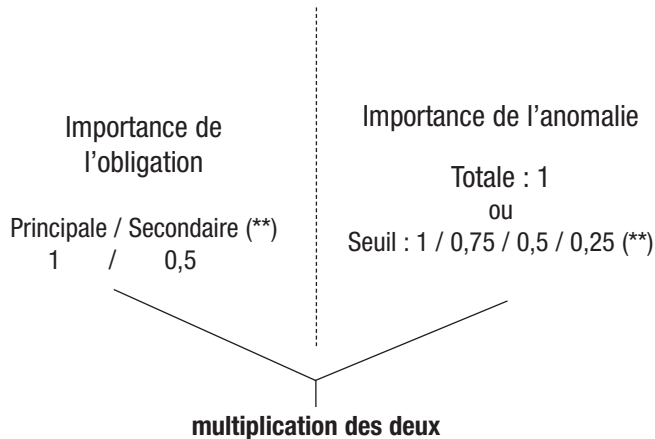 Importance de
l’obligation
Principale / Secondaire (**)
1 / 0,5
Importance de l’anomalie
Totale : 1
ou
Seuil : 1 / 0,75 / 0,5 / 0,25 (**)
multiplication des deux